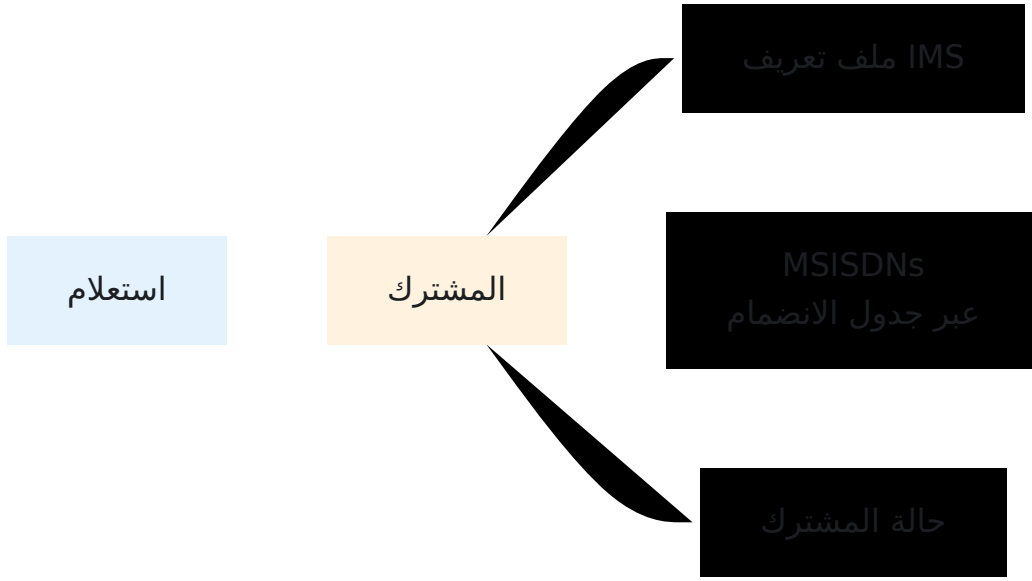 ملف تعريف IMS
استعلام
المشترك
MSISDNs
عبر جدول الانضمام
حالة المشترك